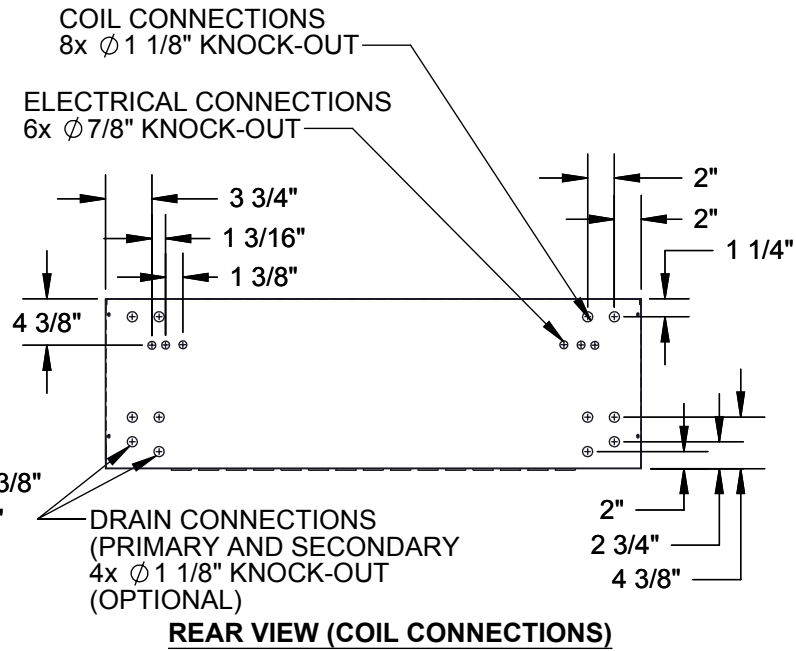 COIL CONNECTIONS
8x ∅1 1/8" KNOCK-OUT
ELECTRICAL CONNECTIONS
6x ∅7/8" KNOCK-OUT
3 3/4"
2"
1 3/16"
2"
1 3/8"
1 1/4"
4 3/8"
3/8"
"
DRAIN CONNECTIONS
(PRIMARY AND SECONDARY
4x ∅1 1/8" KNOCK-OUT
(OPTIONAL)
2"
2 3/4"
4 3/8"
REAR VIEW (COIL CONNECTIONS)